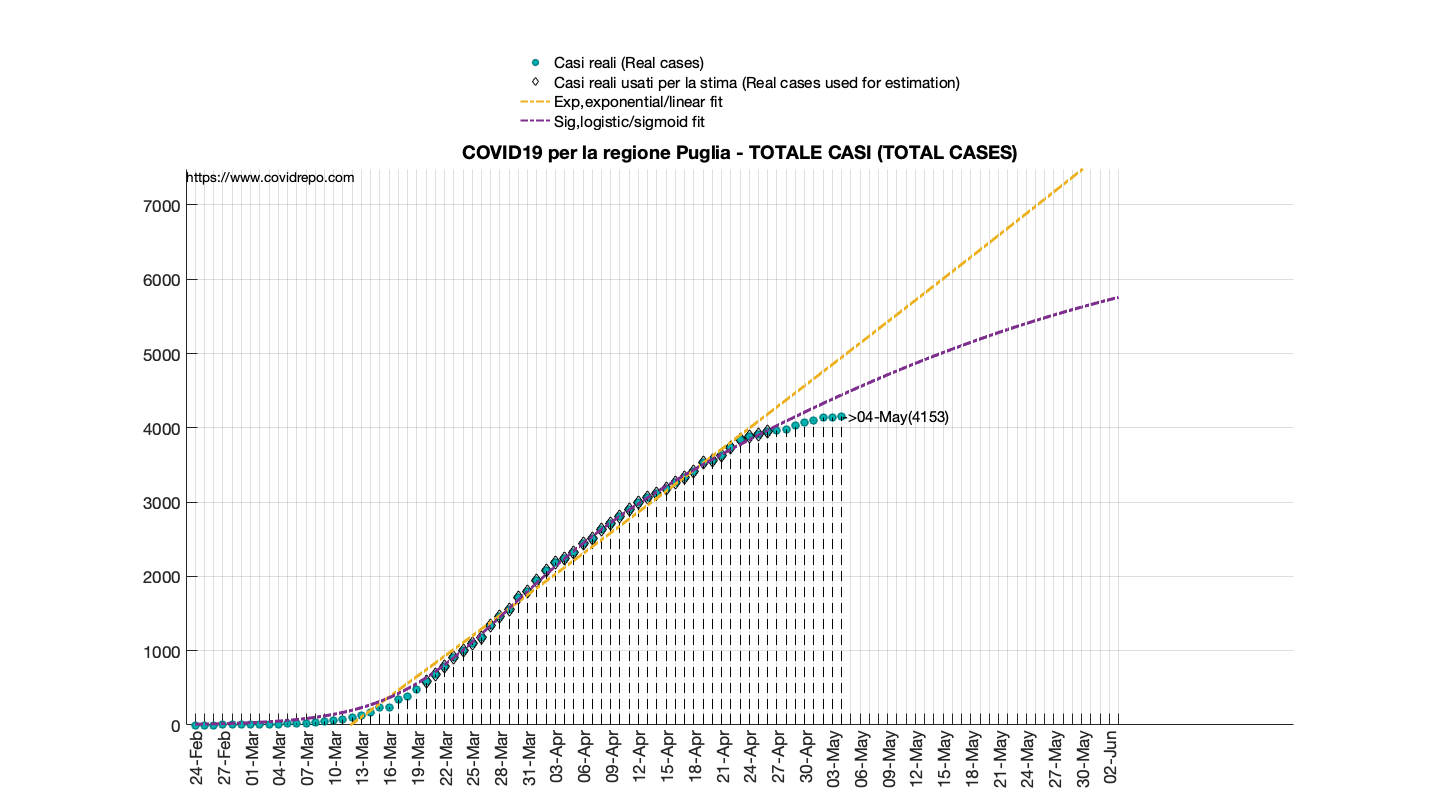 Casi reali (Real cases)
Casi reali usati per la stima (Real cases used for estimation)
Exp,exponential/linear fit
Sig,logistic/sigmoid fit
COVID19 per la regione Puglia - TOTALE CASI (TOTAL CASES)
https://www.covidrepo.com
7000
6000
5000
4000
3000
2000
1000
0
>04-May(4153)
24-Feb
27-Feb
01-Mar
04-Mar
07-Mar
10-Mar
13-Mar
16-Mar
19-Mar
22-Mar
25-Mar
28-Mar
31-Mar
03-Apr
06-Apr
09-Apr
12-Apr
15-Apr
18-Apr
21-Apr
24-Apr
27-Apr
30-Apr
03-May
06-May
09-May
12-May
15-May
18-May
21-May
24-May
27-May
30-May
02-Jun